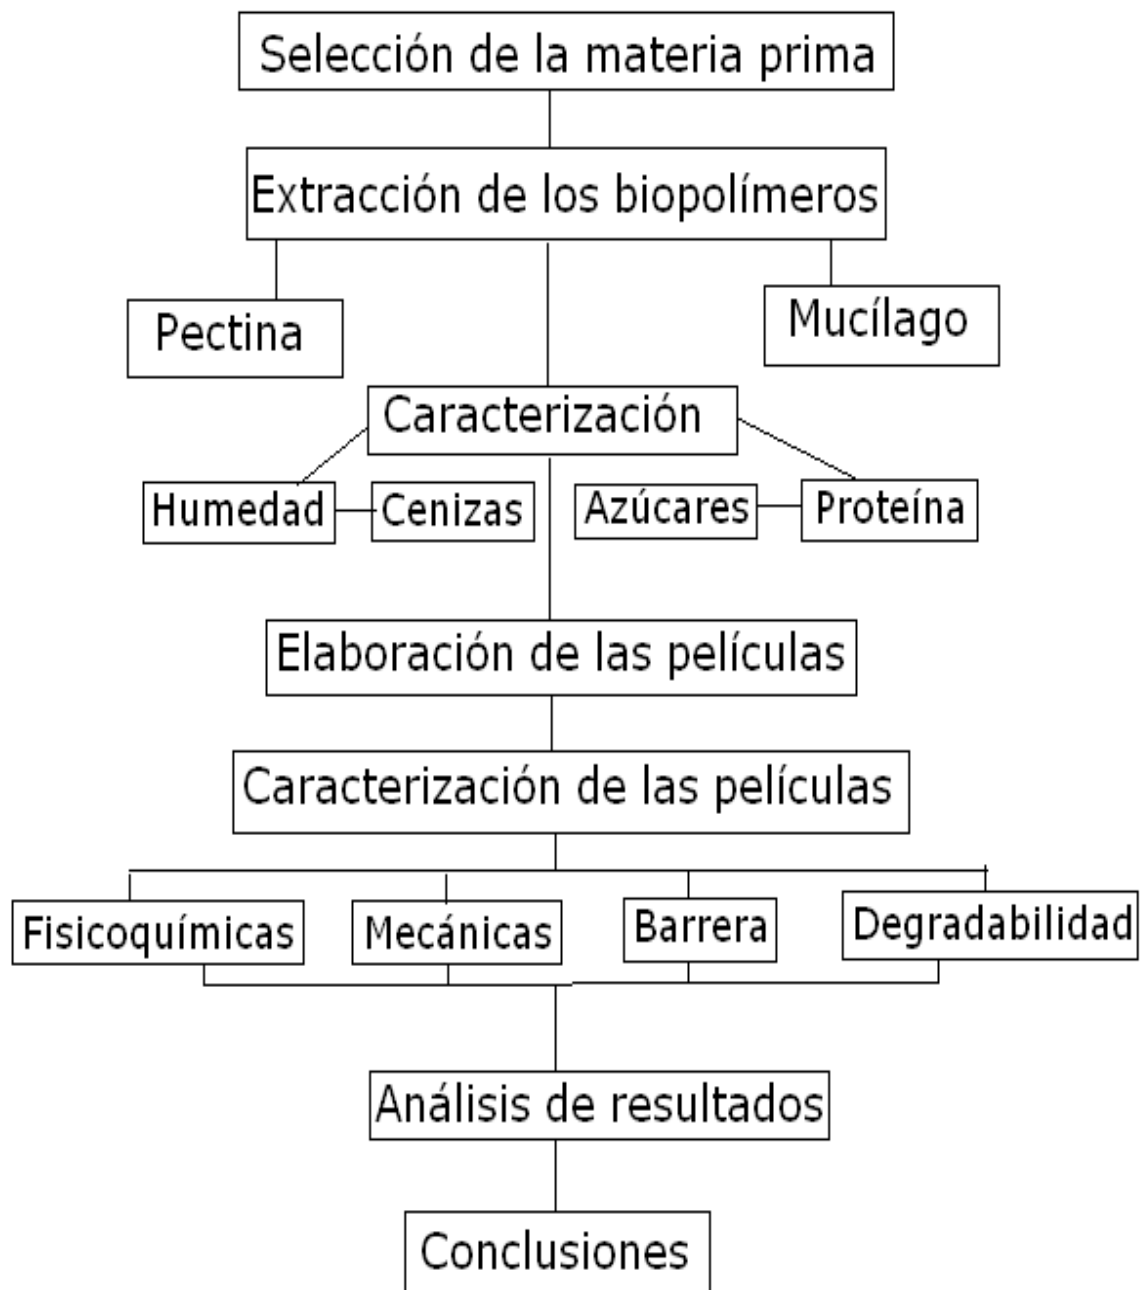 Selección de la materia prima
Extracción de los biopolímeros
Pectina
Mucílago
Caracterización
Humedad
Cenizas
Azúcares
Proteína
Elaboración de las películas
Caracterización de las películas
Fisicoquímicas
Mecánicas
Barrera
Degradabilidad
Análisis de resultados
Conclusiones